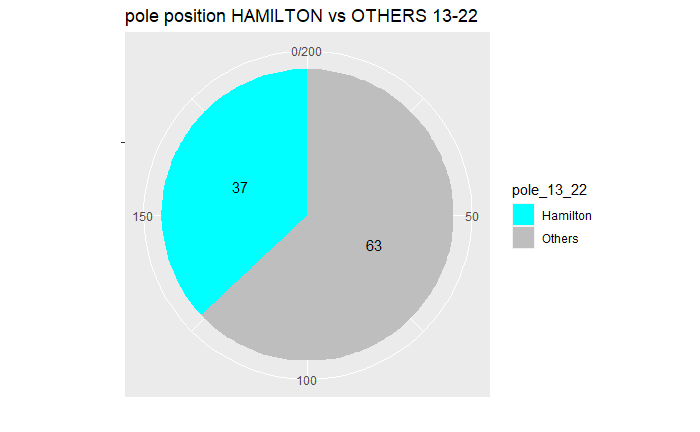 pole position HAMILTON vs OTHERS 13-22
0/200
37
150
50
63
100
pole_13_22
Hamilton
Others